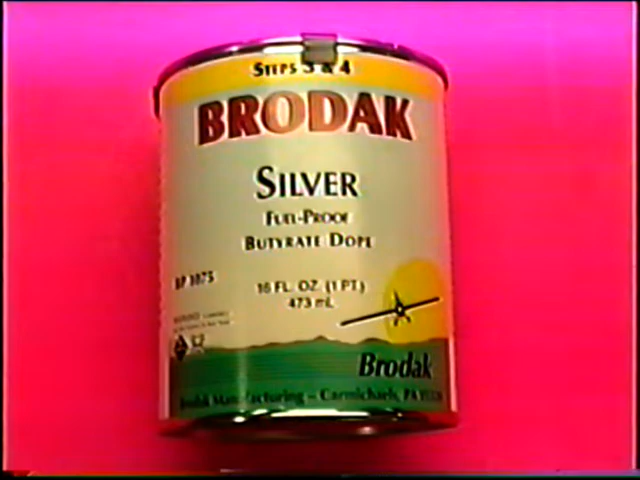 STEPS 3 & 4
BRODAK
SILVER
FUEL-PROOF
BUTYRATE DOPE
BP 1075
16 FL. OZ. (1 PT.)
473 mL
Brodak
Brodak Manufacturing – Carmichaels, PA